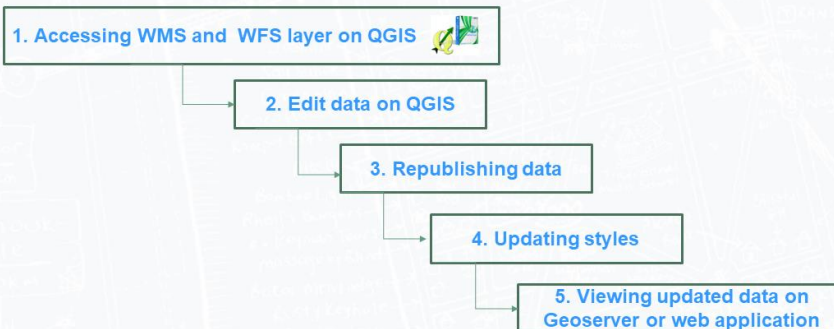 1. Accessing WMS and WFS layer on QGIS
2. Edit data on QGIS
3. Republishing data
4. Updating styles
5. Viewing updated data on
Geoserver or web application